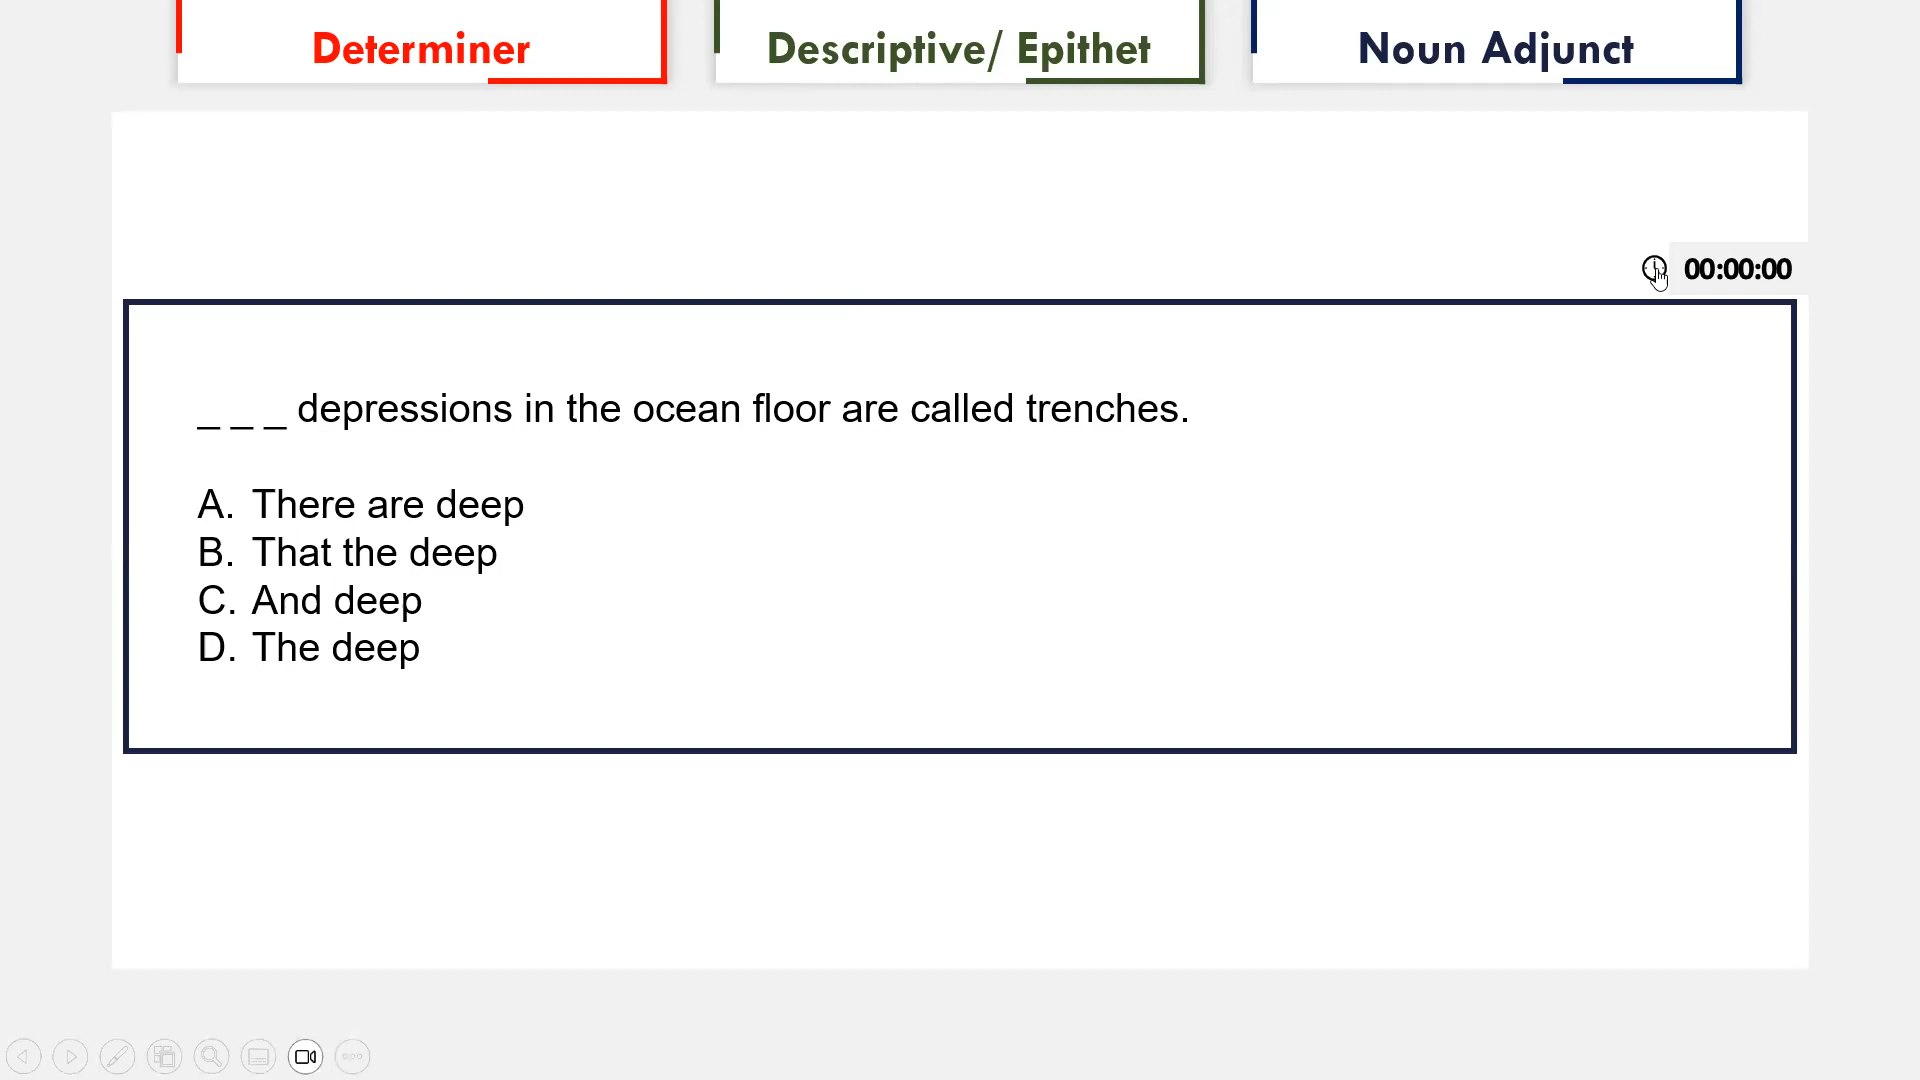 Determiner
Descriptive/ Epithet
Noun Adjunct
00:00:00
_ _ _ depressions in the ocean floor are called trenches.
A. There are deep
B. That the deep
C. And deep
D. The deep